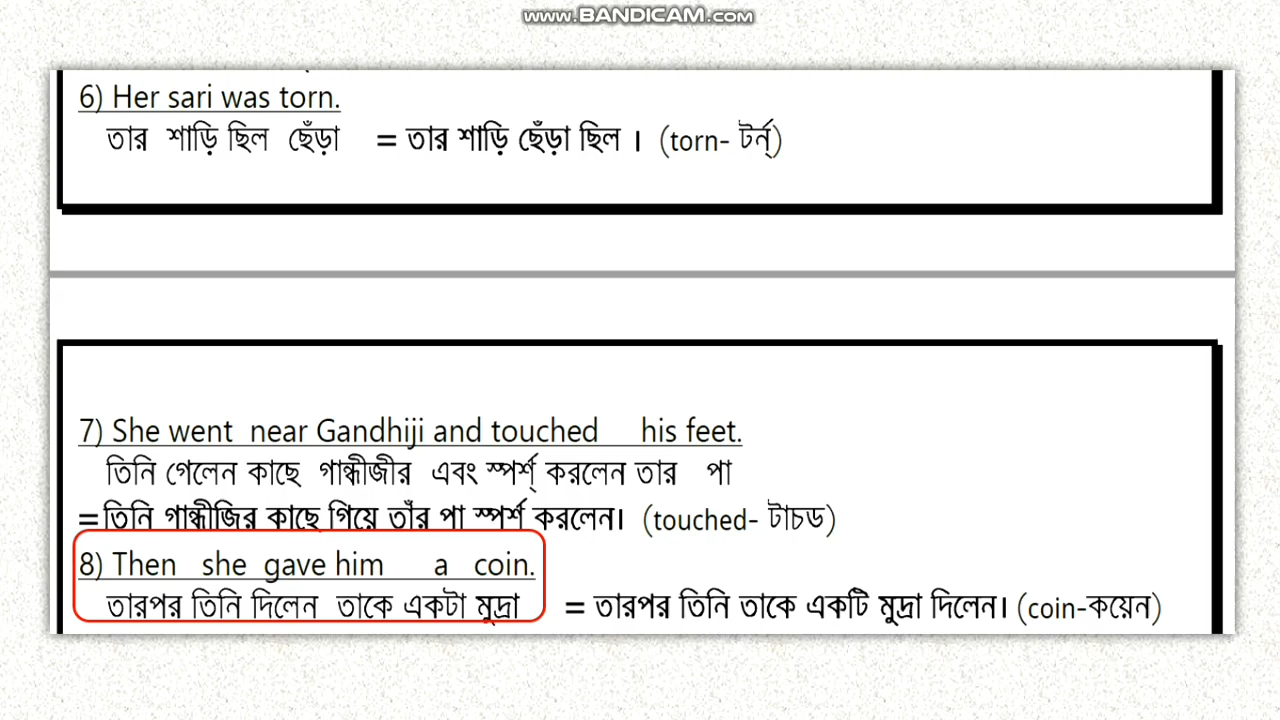 www.BANDICAM.com
6) Her sari was torn.
তার শাড়ি ছিল ছেঁড়া = তার শাড়ি ছেঁড়া ছিল । (torn- টর্ন্)
7) She went near Gandhiji and touched his feet.
তিনি গেলেন কাছে গান্ধীজীর এবং স্পর্শ্ করলেন তার পা
=তিনি গান্ধীজির কাছে গিয়ে তাঁর পা স্পর্শ করলেন। (touched- টাচড)
8) Then she gave him a coin.
তারপর তিনি দিলেন তাকে একটা মুদ্রা = তারপর তিনি তাকে একটি মুদ্রা দিলেন। (coin-কয়েন)